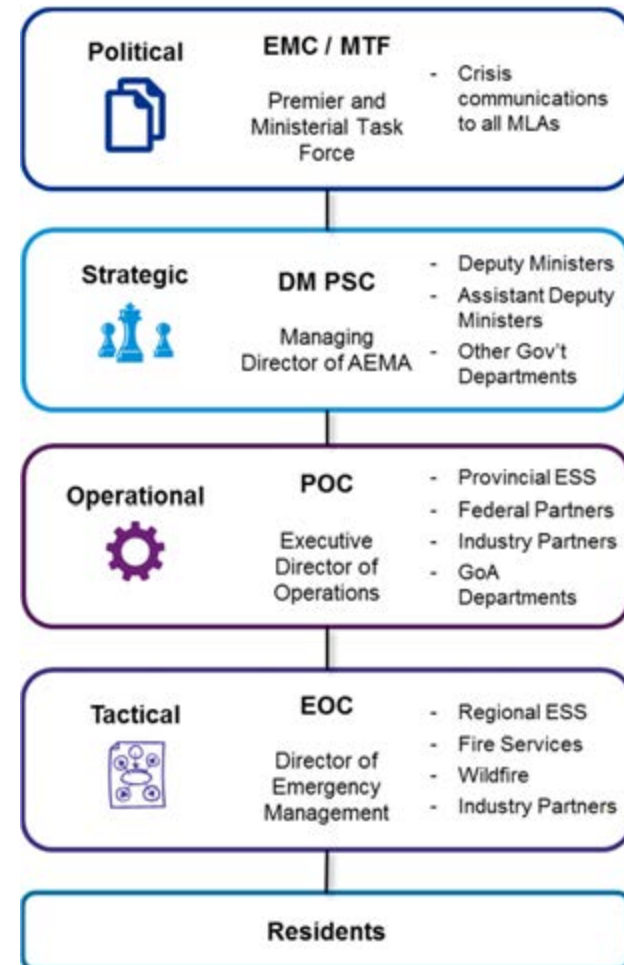 Political
EMC / MTF
Premier and
Ministerial Task
Force
- Crisis
communications
to all MLAs
Strategic
DM PSC
Managing
Director of AEMA
- Deputy Ministers
- Assistant Deputy
Ministers
- Other Gov't
Departments
Operational
POC
Executive
Director of
Operations
- Provincial ESS
- Federal Partners
- Industry Partners
- GoA
Departments
Tactical
EOC
Director of
Emergency
Management
- Regional ESS
- Fire Services
- Wildfire
- Industry Partners
Residents